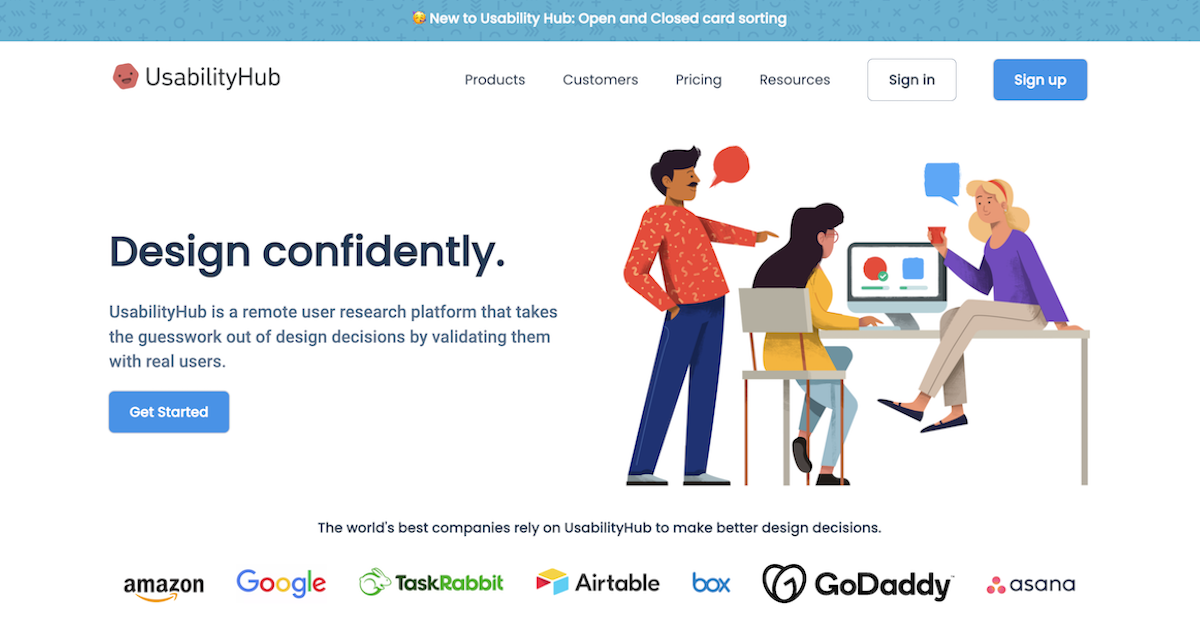 🥳 New to Usability Hub: Open and Closed card sorting
UsabilityHub
Products
Customers
Pricing
Resources
Sign in
Sign up
Design confidently.
UsabilityHub is a remote user research platform that takes
the guesswork out of design decisions by validating them
with real users.
Get Started
The world's best companies rely on UsabilityHub to make better design decisions.
amazon
Google
TaskRabbit
Airtable
box
GoDaddy™
asana